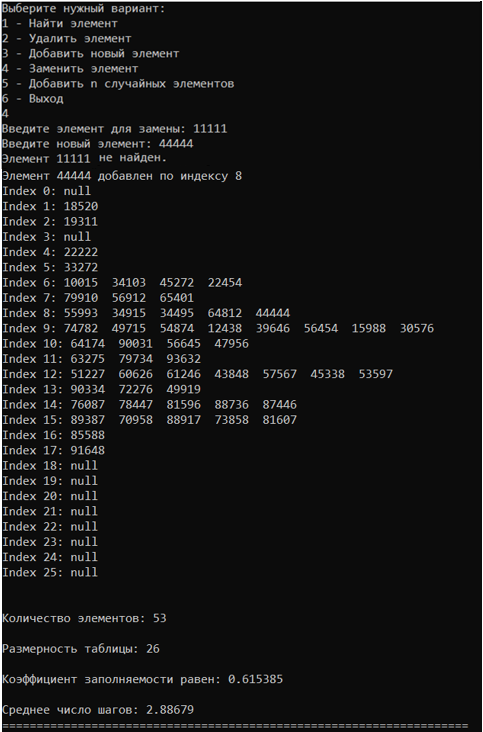 Выберите нужный вариант:
1 - Найти элемент
2 - Удалить элемент
3 - Добавить новый элемент
4 - Заменить элемент
5 - Добавить n случайных элементов
6 - Выход
4
Введите элемент для замены: 11111
Введите новый элемент: 44444
Элемент 11111 не найден.
Элемент 44444 добавлен по индексу 8
Index 0: null
Index 1: 18520
Index 2: 19311
Index 3: null
Index 4: 22222
Index 5: 33272
Index 6: 10015 34103 45272 22454
Index 7: 79910 56912 65401
Index 8: 55993 34915 34495 64812 44444
Index 9: 74782 49715 54874 12438 39646 56454 15988 30576
Index 10: 64174 90031 56645 47956
Index 11: 63275 79734 93632
Index 12: 51227 60626 61246 43848 57567 45338 53597
Index 13: 90334 72276 49919
Index 14: 76087 78447 81596 88736 87446
Index 15: 89387 70958 88917 73858 81607
Index 16: 85588
Index 17: 91648
Index 18: null
Index 19: null
Index 20: null
Index 21: null
Index 22: null
Index 23: null
Index 24: null
Index 25: null
Количество элементов: 53
Размерность таблицы: 26
Коэффициент заполняемости равен: 0.615385
Среднее число шагов: 2.88679
====================================================================